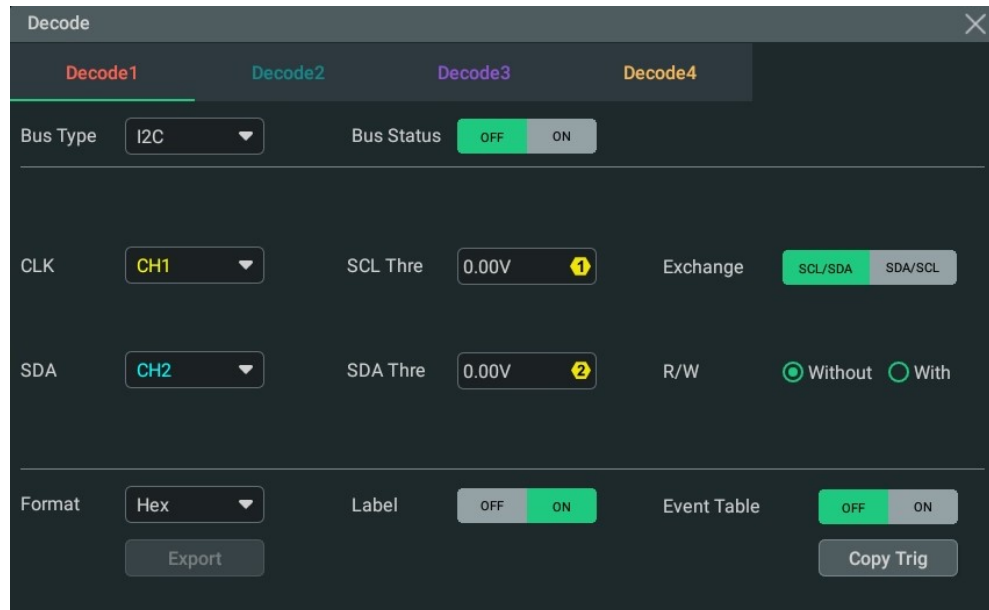 Decode
Decode1 Decode2 Decode3 Decode4
Bus Type I2C Bus Status OFF ON
CLK CH1 SCL Thre 0.00V 1 Exchange SCL/SDA SDA/SCL
SDA CH2 SDA Thre 0.00V 2 R/W Without With
Format Hex Label OFF ON Event Table OFF ON
Export Copy Trig